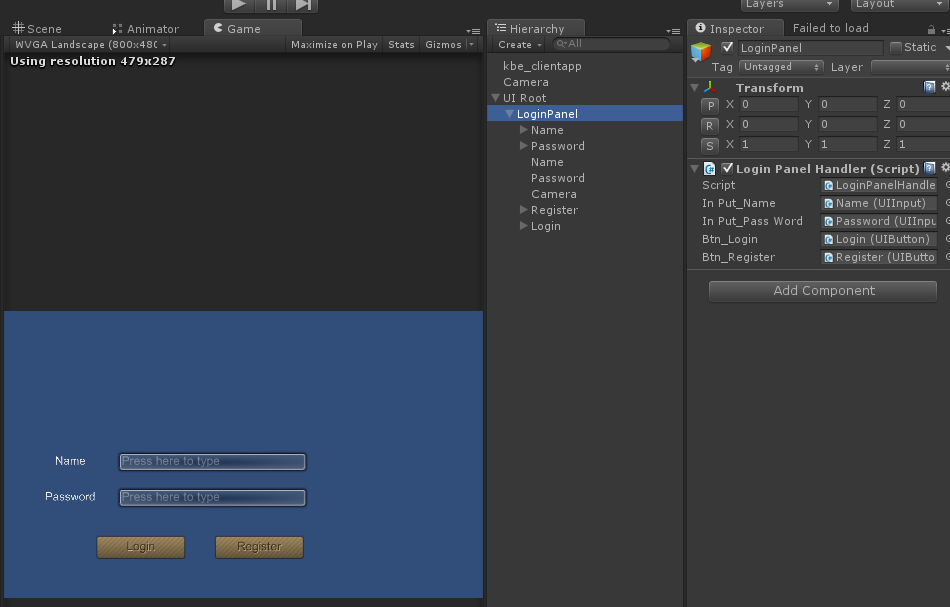 Layers
Layout
Scene
Animator
Game
WVGA Landscape (800x480
Maximize on Play
Stats
Gizmos
Using resolution 479x287
Name
Press here to type
Password
Press here to type
Login
Register
Hierarchy
Create
All
kbe_clientapp
Camera
UI Root
LoginPanel
Name
Password
Name
Password
Camera
Register
Login
Inspector
Failed to load
LoginPanel
Static
Tag
Untagged
Layer
Transform
P X 0 Y 0 Z 0
R X 0 Y 0 Z 0
S X 1 Y 1 Z 1
Login Panel Handler (Script)
Script LoginPanelHandle
In Put_Name Name (UIInput)
In Put_Pass Word Password (UIInpu
Btn_Login Login (UIButton)
Btn_Register Register (UIButto
Add Component